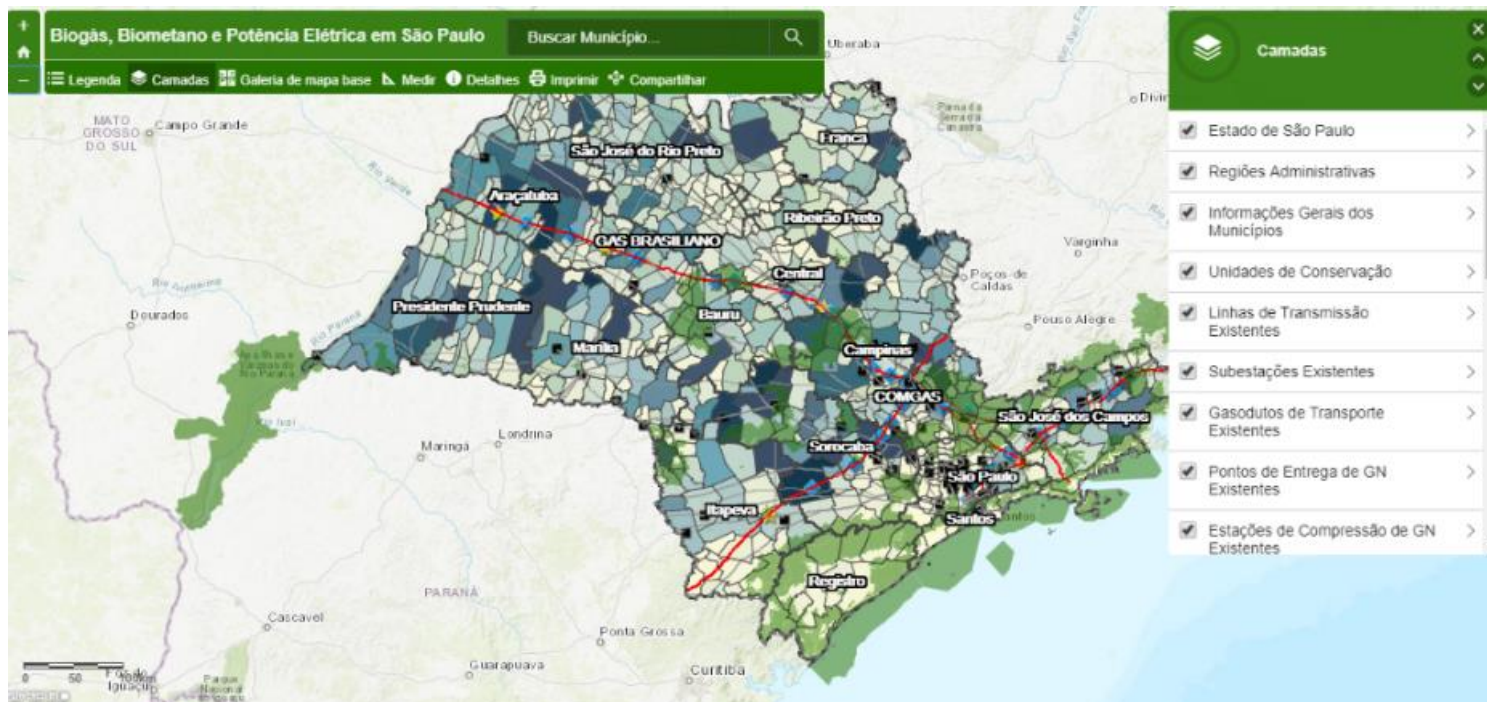 Biogás, Biometano e Potência Elétrica em São Paulo
Buscar Município...
Legenda
Camadas
Galeria de mapa base
Medir
Detalhes
Imprimir
Compartilhar
Camadas
Estado de São Paulo
Regiões Administrativas
Informações Gerais dos
Municípios
Unidades de Conservação
Linhas de Transmissão
Existentes
Subestações Existentes
Gasodutos de Transporte
Existentes
Pontos de Entrega de GN
Existentes
Estações de Compressão de GN
Existentes
Uberaba
MATO
GROSSO
DO SUL
Campo Grande
Rio Verde
São José do Rio Preto
Franca
Araçatuba
Ribeirão Preto
GAS BRASILIANO
Varginha
Central
Poços de
Caldas
Presidente Prudente
Bauru
Dourados
Rio Paraná
Pouso Alegre
Marília
Campinas
COMGAS
São José dos Campos
Maringá
Londrina
Sorocaba
São Paulo
Itapeva
Santos
Registro
PARANÁ
Cascavel
Ponta Grossa
Guarapuava
Curitiba
0
50